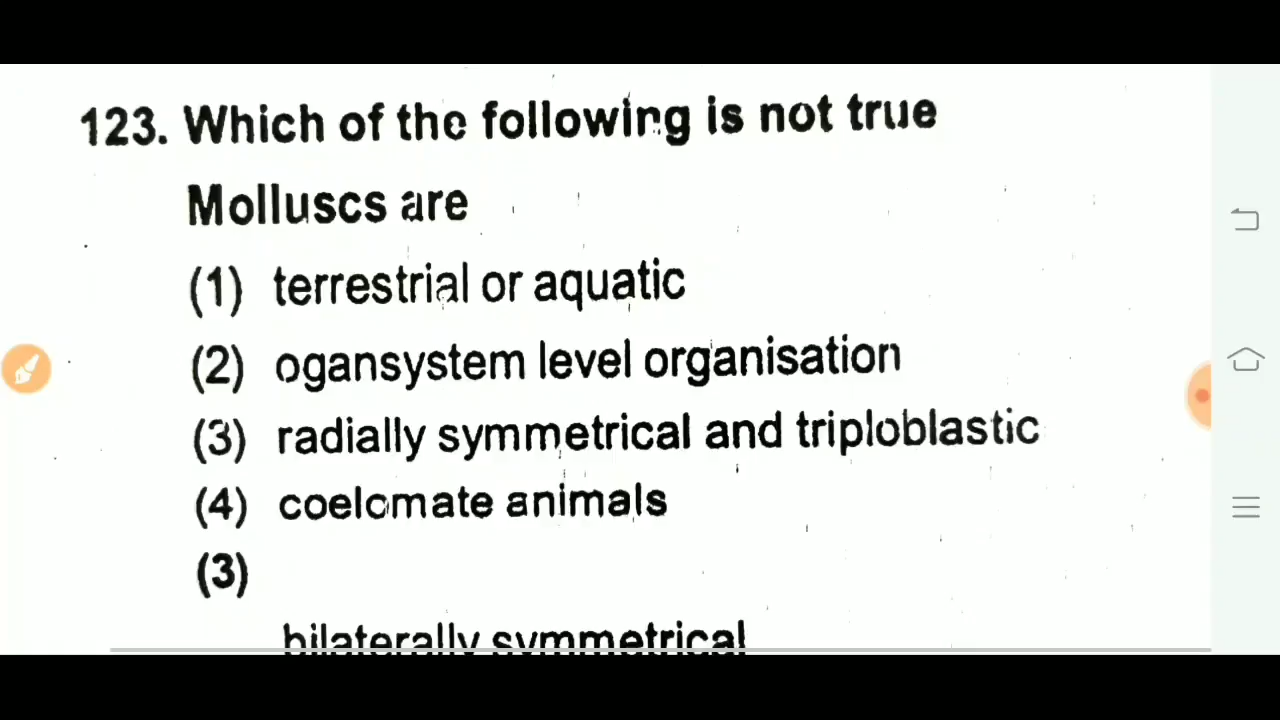 123. Which of the following is not true
Molluscs are
(1) terrestrial or aquatic
(2) ogansystem level organisation
(3) radially symmetrical and triploblastic
(4) coelomate animals
(3)
bilaterally symmetrical